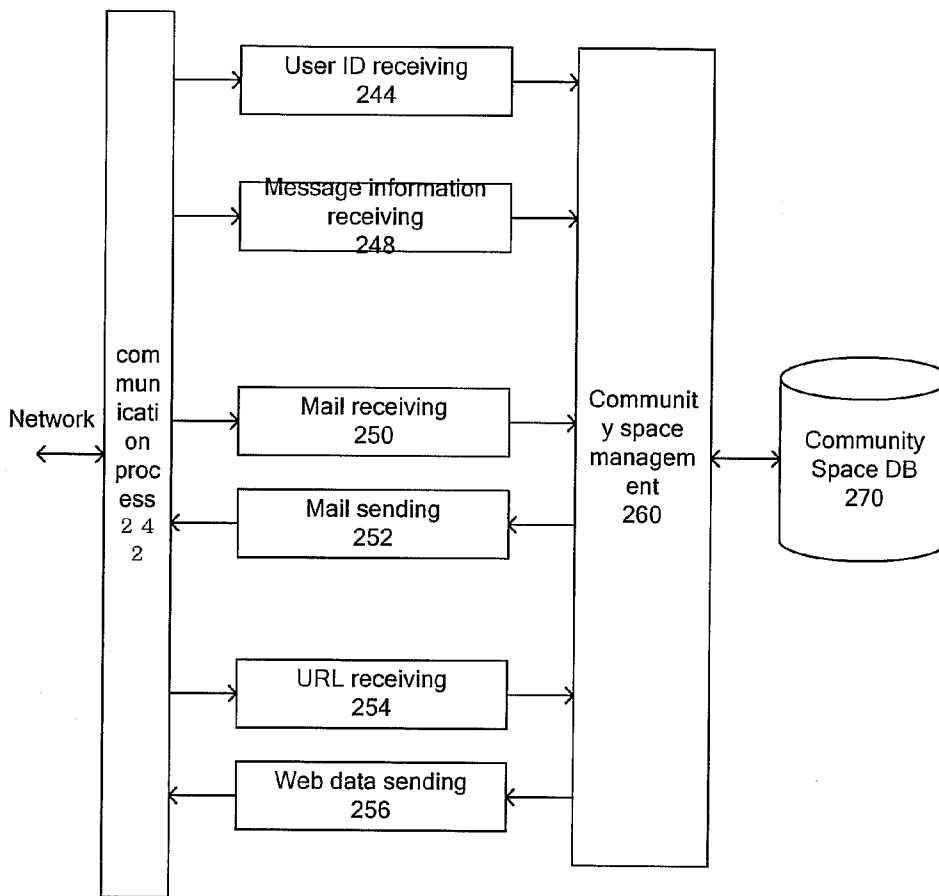 User ID receiving
244
Message information
receiving
248
Network
com
mun
icati
on
proc
ess
２４
２
Mail receiving
250
Mail sending
252
Communit
y space
managem
ent
260
Community
Space DB
270
URL receiving
254
Web data sending
256